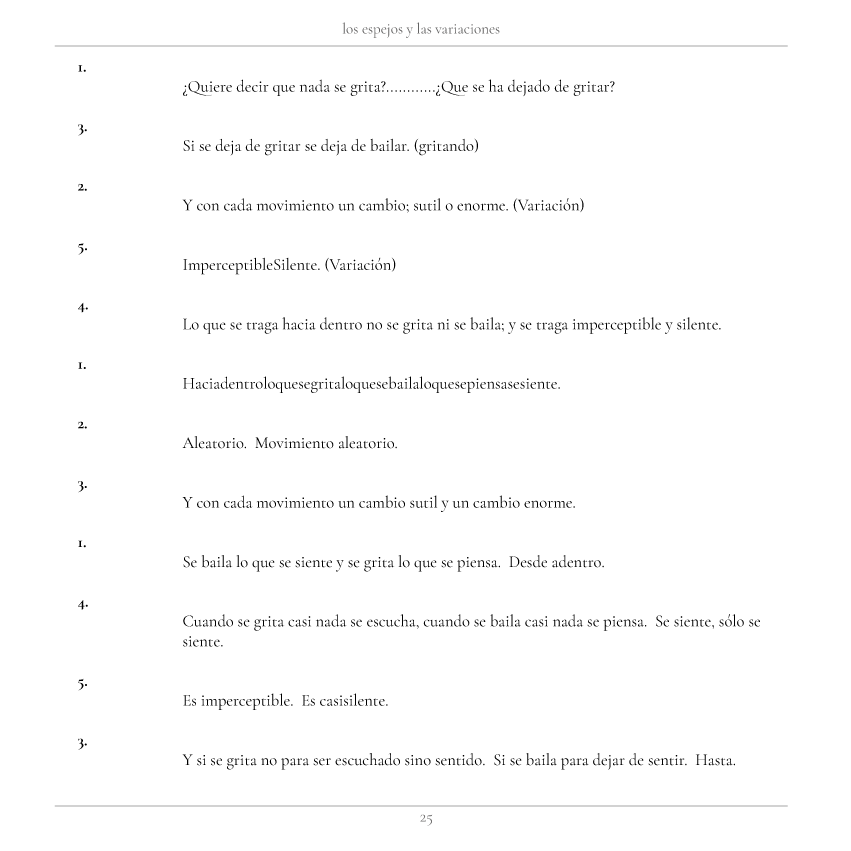 los espejos y las variaciones
1.
¿Quiere decir que nada se grita?............¿Que se ha dejado de gritar?
3.
Si se deja de gritar se deja de bailar. (gritando)
2.
Y con cada movimiento un cambio; sutil o enorme. (Variación)
5.
ImperceptibleSilente. (Variación)
4.
Lo que se traga hacia dentro no se grita ni se baila; y se traga imperceptible y silente.
1.
Haciadentroloquesegritaloquesebailaloquesepiensasesiente.
2.
Aleatorio.  Movimiento aleatorio.
3.
Y con cada movimiento un cambio sutil y un cambio enorme.
1.
Se baila lo que se siente y se grita lo que se piensa.  Desde adentro.
4.
Cuando se grita casi nada se escucha, cuando se baila casi nada se piensa.  Se siente, sólo se
siente.
5.
Es imperceptible.  Es casisilente.
3.
Y si se grita no para ser escuchado sino sentido.  Si se baila para dejar de sentir.  Hasta.
25